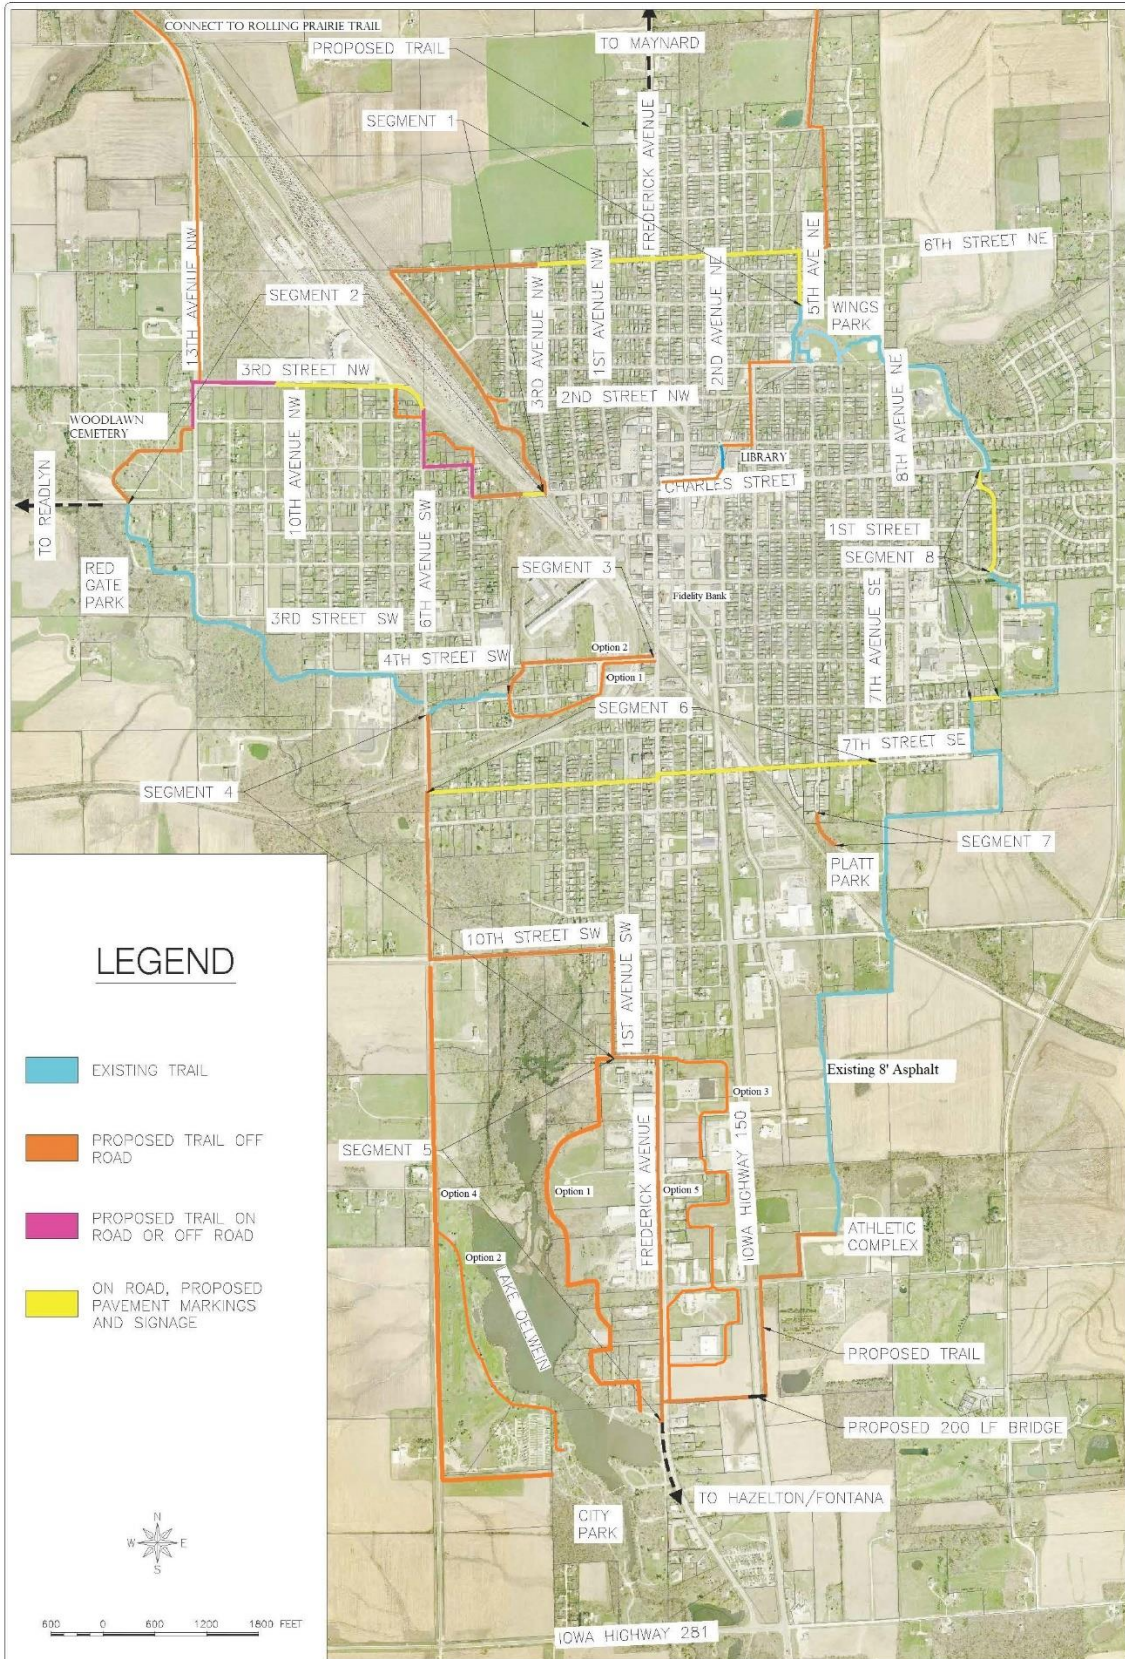 CONNECT TO ROLLING PRAIRIE TRAIL
PROPOSED TRAIL
TO MAYNARD
SEGMENT 1
FREDERICK AVENUE
13TH AVENUE NW
SEGMENT 2
3RD AVENUE NW
1ST AVENUE NW
2ND AVENUE NE
5TH AVE NE
6TH STREET NE
WINGS
PARK
3RD STREET NW
2ND STREET NW
8TH AVENUE NE
WOODLAWN
CEMETERY
10TH AVENUE NW
LIBRARY
CHARLES STREET
TO READLYN
6TH AVENUE SW
1ST STREET
SEGMENT 8
RED
GATE
PARK
SEGMENT 3
Fidelity Bank
7TH AVENUE SE
3RD STREET SW
4TH STREET SW
Option 2
Option 1
SEGMENT 6
7TH STREET SE
SEGMENT 4
SEGMENT 7
PLATT
PARK
10TH STREET SW
1ST AVENUE SW
LEGEND
EXISTING TRAIL
PROPOSED TRAIL OFF
ROAD
PROPOSED TRAIL ON
ROAD OR OFF ROAD
ON ROAD, PROPOSED
PAVEMENT MARKINGS
AND SIGNAGE
Existing 8' Asphalt
Option 3
SEGMENT 5
FREDERICK AVENUE
IOWA HIGHWAY 150
Option 4
Option 1
Option 5
ATHLETIC
COMPLEX
Option 2
LAKE OELWEIN
PROPOSED TRAIL
PROPOSED 200 LF BRIDGE
TO HAZELTON/FONTANA
CITY
PARK
N
W
E
S
600 0 600 1200 1800 FEET
IOWA HIGHWAY 281